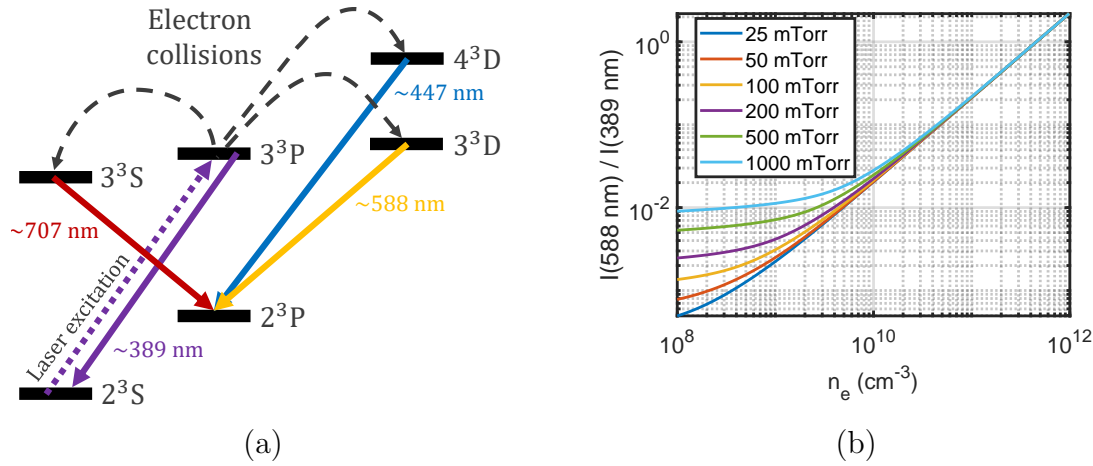 Electron
collisions
4³D
~447 nm
3³P
3³D
3³S
~588 nm
~707 nm
Laser excitation
2³P
~389 nm
2³S
(a)
I(588 nm) / I(389 nm)
10⁰
10⁻²
25 mTorr
50 mTorr
100 mTorr
200 mTorr
500 mTorr
1000 mTorr
10⁸
10¹⁰
10¹²
nₑ (cm⁻³)
(b)